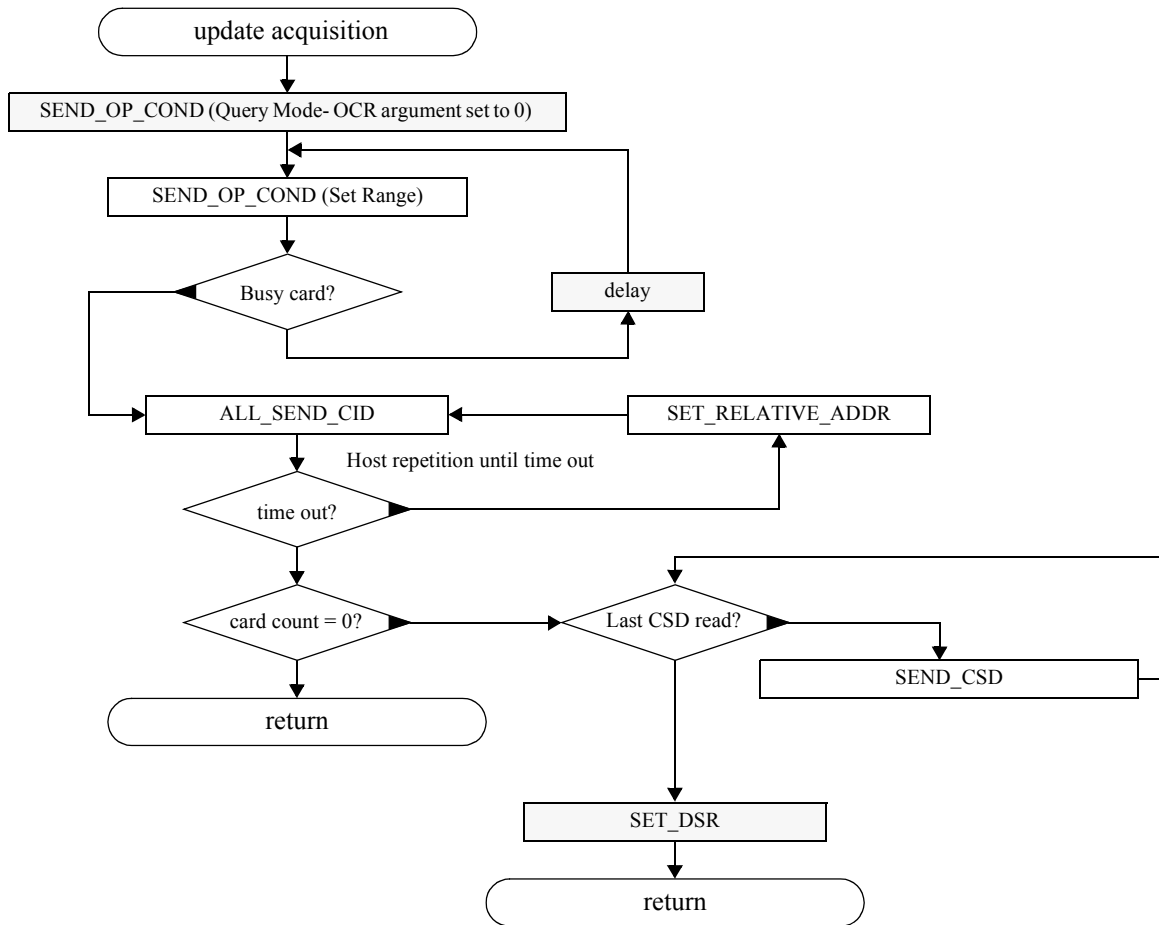 update acquisition
SEND_OP_COND (Query Mode- OCR argument set to 0)
SEND_OP_COND (Set Range)
Busy card?
delay
ALL_SEND_CID
SET_RELATIVE_ADDR
Host repetition until time out
time out?
card count = 0?
Last CSD read?
SEND_CSD
return
SET_DSR
return